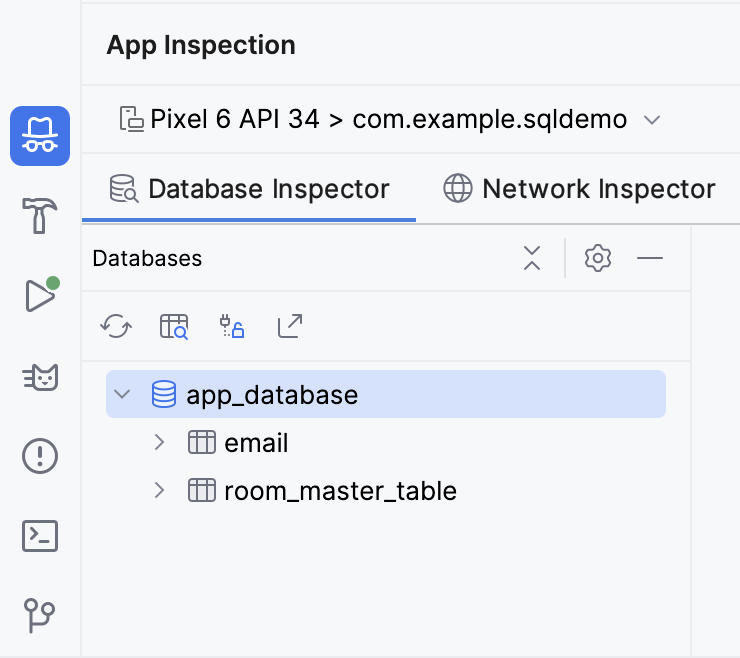 App Inspection
Pixel 6 API 34 > com.example.sqldemo
Database Inspector Network Inspector
Databases
app_database
email
room_master_table